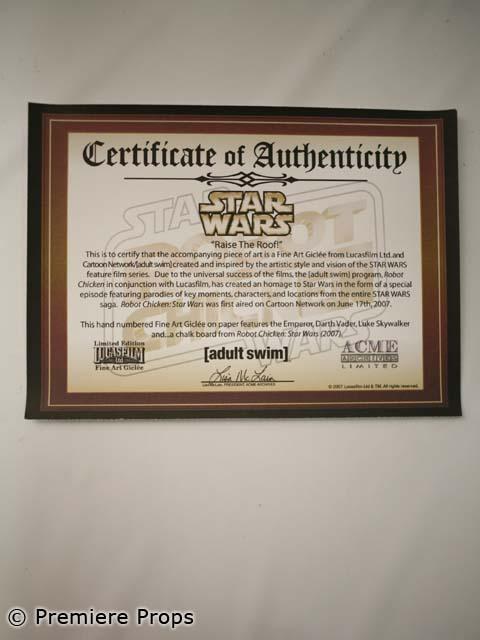 Certificate of Authenticity
STAR
WARS
"Raise The Roof!"
This is to certify that the accompanying piece of art is a Fine Art Giclée from Lucasfilm Ltd. and
Cartoon Network/[adult swim] created and inspired by the artistic style and vision of the STAR WARS
feature film series. Due to the universal success of the films, the [adult swim] program, Robot
Chicken in conjunction with Lucasfilm, has created an homage to Star Wars in the form of a special
episode featuring parodies of key moments, characters, and locations from the entire STAR WARS
saga. Robot Chicken: Star Wars was first aired on Cartoon Network on June 17th, 2007.
This hand numbered Fine Art Giclée on paper features the Emperor, Darth Vader, Luke Skywalker
and...a chalk board from Robot Chicken: Star Wars (2007).
Limited Edition
LUCASFILM
Ltd
Fine Art Giclée
[adult swim]
ACME
ARCHIVES
LIMITED
PRESIDENT, ACME ARCHIVES
© 2007 Lucasfilm Ltd & TM. All rights reserved.
STAR
ROBOT
CHICKEN
WARS
© Premiere Props